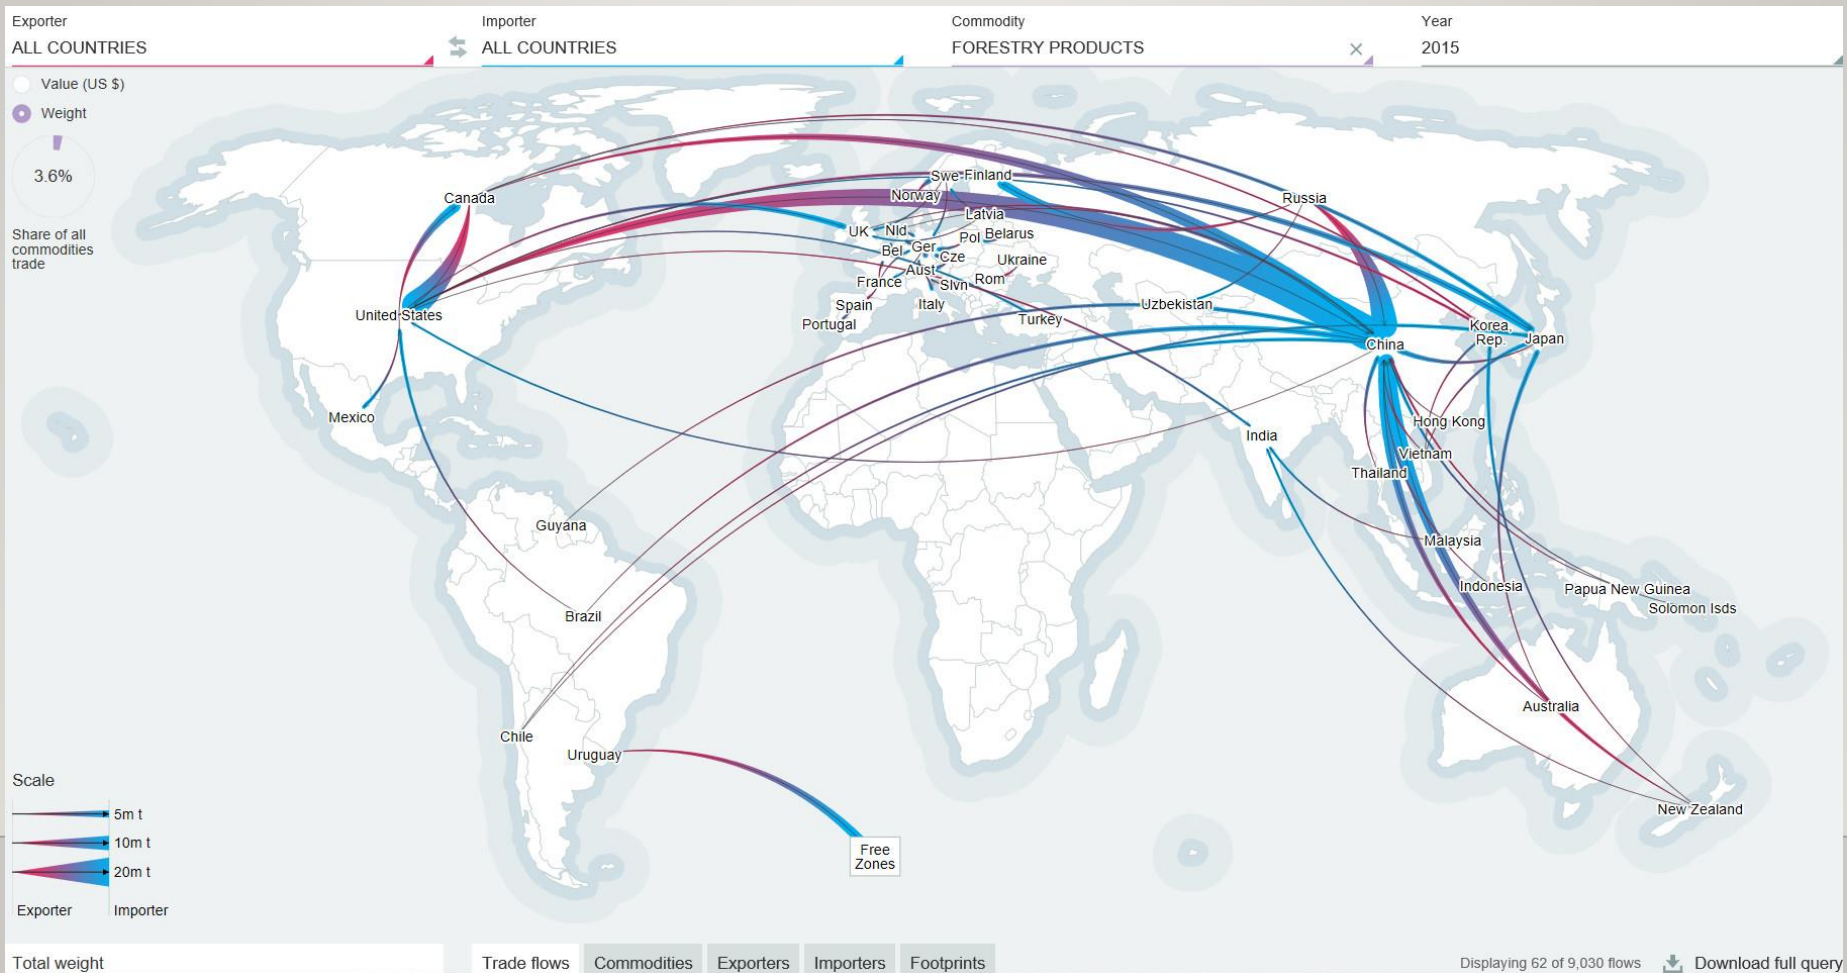 Exporter
ALL COUNTRIES
Importer
ALL COUNTRIES
Commodity
FORESTRY PRODUCTS
Year
2015
Value (US $)
Weight
3.6%
Share of all
commodities
trade
Canada
United States
Mexico
Guyana
Brazil
Chile
Uruguay
Free
Zones
Swe
Finland
Norway
Latvia
UK
Nld
Pol
Belarus
Bel
Ger
Cze
Ukraine
Aust
France
Slvn
Rom
Spain
Italy
Portugal
Turkey
Russia
Uzbekistan
China
Korea,
Rep.
Japan
India
Hong Kong
Vietnam
Thailand
Malaysia
Indonesia
Papua New Guinea
Solomon Isds
Australia
New Zealand
Scale
5m t
10m t
20m t
Exporter
Importer
Total weight
Trade flows
Commodities
Exporters
Importers
Footprints
Displaying 62 of 9,030 flows
Download full query